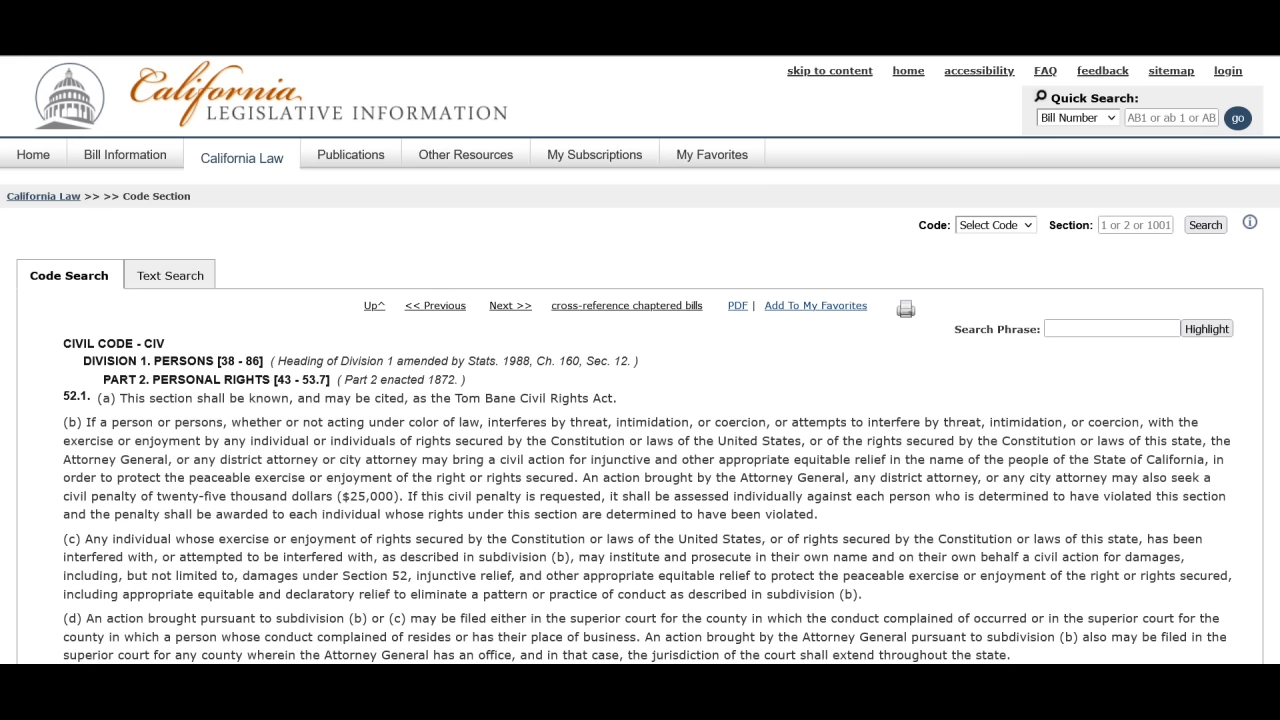 skip to content home accessibility FAQ feedback sitemap login
California
LEGISLATIVE INFORMATION
Quick Search:
Bill Number AB1 or ab 1 or AB go
Home Bill Information California Law Publications Other Resources My Subscriptions My Favorites
California Law >> >> Code Section
Code: Select Code Section: 1 or 2 or 1001 Search
Code Search Text Search
Up^ << Previous Next >> cross-reference chaptered bills PDF | Add To My Favorites
Search Phrase: Highlight
CIVIL CODE - CIV
DIVISION 1. PERSONS [38 - 86] ( Heading of Division 1 amended by Stats. 1988, Ch. 160, Sec. 12. )
PART 2. PERSONAL RIGHTS [43 - 53.7] ( Part 2 enacted 1872. )
52.1. (a) This section shall be known, and may be cited, as the Tom Bane Civil Rights Act.
(b) If a person or persons, whether or not acting under color of law, interferes by threat, intimidation, or coercion, or attempts to interfere by threat, intimidation, or coercion, with the
exercise or enjoyment by any individual or individuals of rights secured by the Constitution or laws of the United States, or of the rights secured by the Constitution or laws of this state, the
Attorney General, or any district attorney or city attorney may bring a civil action for injunctive and other appropriate equitable relief in the name of the people of the State of California, in
order to protect the peaceable exercise or enjoyment of the right or rights secured. An action brought by the Attorney General, any district attorney, or any city attorney may also seek a
civil penalty of twenty-five thousand dollars ($25,000). If this civil penalty is requested, it shall be assessed individually against each person who is determined to have violated this section
and the penalty shall be awarded to each individual whose rights under this section are determined to have been violated.
(c) Any individual whose exercise or enjoyment of rights secured by the Constitution or laws of the United States, or of rights secured by the Constitution or laws of this state, has been
interfered with, or attempted to be interfered with, as described in subdivision (b), may institute and prosecute in their own name and on their own behalf a civil action for damages,
including, but not limited to, damages under Section 52, injunctive relief, and other appropriate equitable relief to protect the peaceable exercise or enjoyment of the right or rights secured,
including appropriate equitable and declaratory relief to eliminate a pattern or practice of conduct as described in subdivision (b).
(d) An action brought pursuant to subdivision (b) or (c) may be filed either in the superior court for the county in which the conduct complained of occurred or in the superior court for the
county in which a person whose conduct complained of resides or has their place of business. An action brought by the Attorney General pursuant to subdivision (b) also may be filed in the
superior court for any county wherein the Attorney General has an office, and in that case, the jurisdiction of the court shall extend throughout the state.